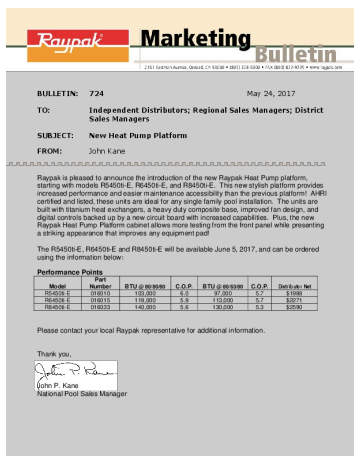 Raypak®
Marketing
Bulletin
2151 Eastman Avenue, Oxnard, CA 93030 • (805) 278-5300 • FAX (800) 872-9725 • www.raypak.com
BULLETIN: 724 May 24, 2017
TO: Independent Distributors; Regional Sales Managers; District
Sales Managers
SUBJECT: New Heat Pump Platform
FROM: John Kane
Raypak is pleased to announce the introduction of the new Raypak Heat Pump platform,
starting with models R5450ti-E, R6450ti-E, and R8450ti-E. This new stylish platform provides
increased performance and easier maintenance accessibility than the previous platform! AHRI
certified and listed, these units are ideal for any single family pool installation. The units are
built with titanium heat exchangers, a heavy duty composite base, improved fan design, and
digital controls backed up by a new circuit board with increased capabilities. Plus, the new
Raypak Heat Pump Platform cabinet allows more testing from the front panel while presenting
a striking appearance that improves any equipment pad!
The R5450ti-E, R6450ti-E and R8450ti-E will be available June 5, 2017, and can be ordered
using the information below:
Performance Points
Model Part Number BTU @ 80/80/80 C.O.P. BTU @ 80/63/80 C.O.P. Distributor Net
R5450ti-E 016010 103,000 6.0 97,000 5.7 $1988
R6450ti-E 016015 119,000 5.9 113,000 5.7 $2271
R8450ti-E 016033 140,000 5.6 130,000 5.3 $2590
Please contact your local Raypak representative for additional information.
Thank you,
John P. Kane
John P. Kane
National Pool Sales Manager